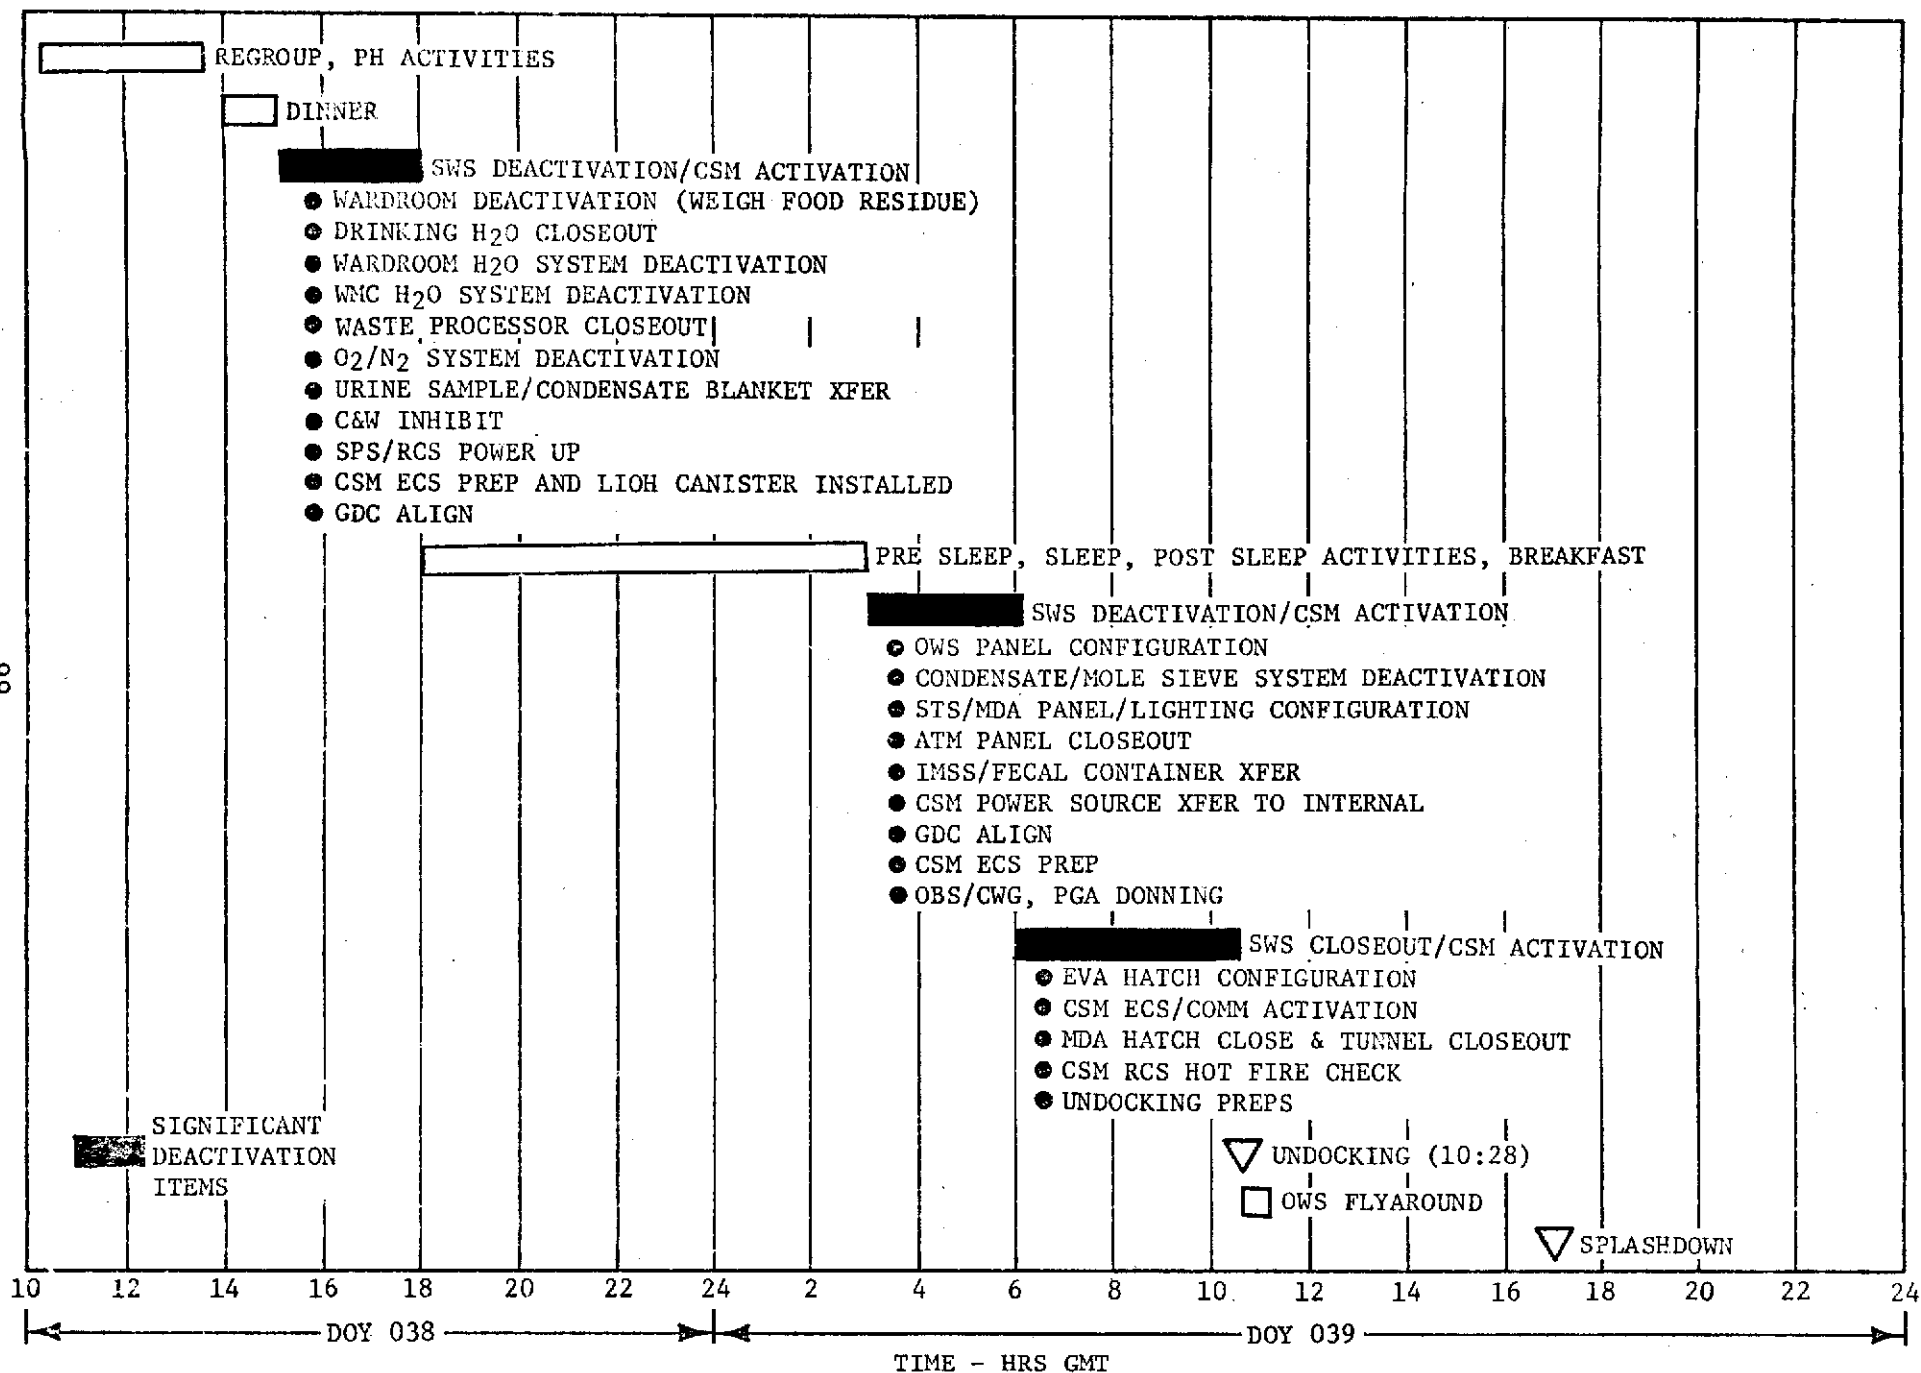 REGROUP, PH ACTIVITIES
DINNER
SWS DEACTIVATION/CSM ACTIVATION
● WARDROOM DEACTIVATION (WEIGH FOOD RESIDUE)
● DRINKING H2O CLOSEOUT
● WARDROOM H2O SYSTEM DEACTIVATION
● WMC H2O SYSTEM DEACTIVATION
● WASTE PROCESSOR CLOSEOUT
● O2/N2 SYSTEM DEACTIVATION
● URINE SAMPLE/CONDENSATE BLANKET XFER
● C&W INHIBIT
● SPS/RCS POWER UP
● CSM ECS PREP AND LIOH CANISTER INSTALLED
● GDC ALIGN
PRE SLEEP, SLEEP, POST SLEEP ACTIVITIES, BREAKFAST
SWS DEACTIVATION/CSM ACTIVATION
● OWS PANEL CONFIGURATION
● CONDENSATE/MOLE SIEVE SYSTEM DEACTIVATION
● STS/MDA PANEL/LIGHTING CONFIGURATION
● ATM PANEL CLOSEOUT
● IMSS/FECAL CONTAINER XFER
● CSM POWER SOURCE XFER TO INTERNAL
● GDC ALIGN
● CSM ECS PREP
● OBS/CWG, PGA DONNING
SWS CLOSEOUT/CSM ACTIVATION
● EVA HATCH CONFIGURATION
● CSM ECS/COMM ACTIVATION
● MDA HATCH CLOSE & TUNNEL CLOSEOUT
● CSM RCS HOT FIRE CHECK
● UNDOCKING PREPS
SIGNIFICANT
DEACTIVATION
ITEMS
UNDOCKING (10:28)
OWS FLYAROUND
SPLASHDOWN
10 12 14 16 18 20 22 24 2 4 6 8 10 12 14 16 18 20 22 24
DOY 038 DOY 039
TIME - HRS GMT